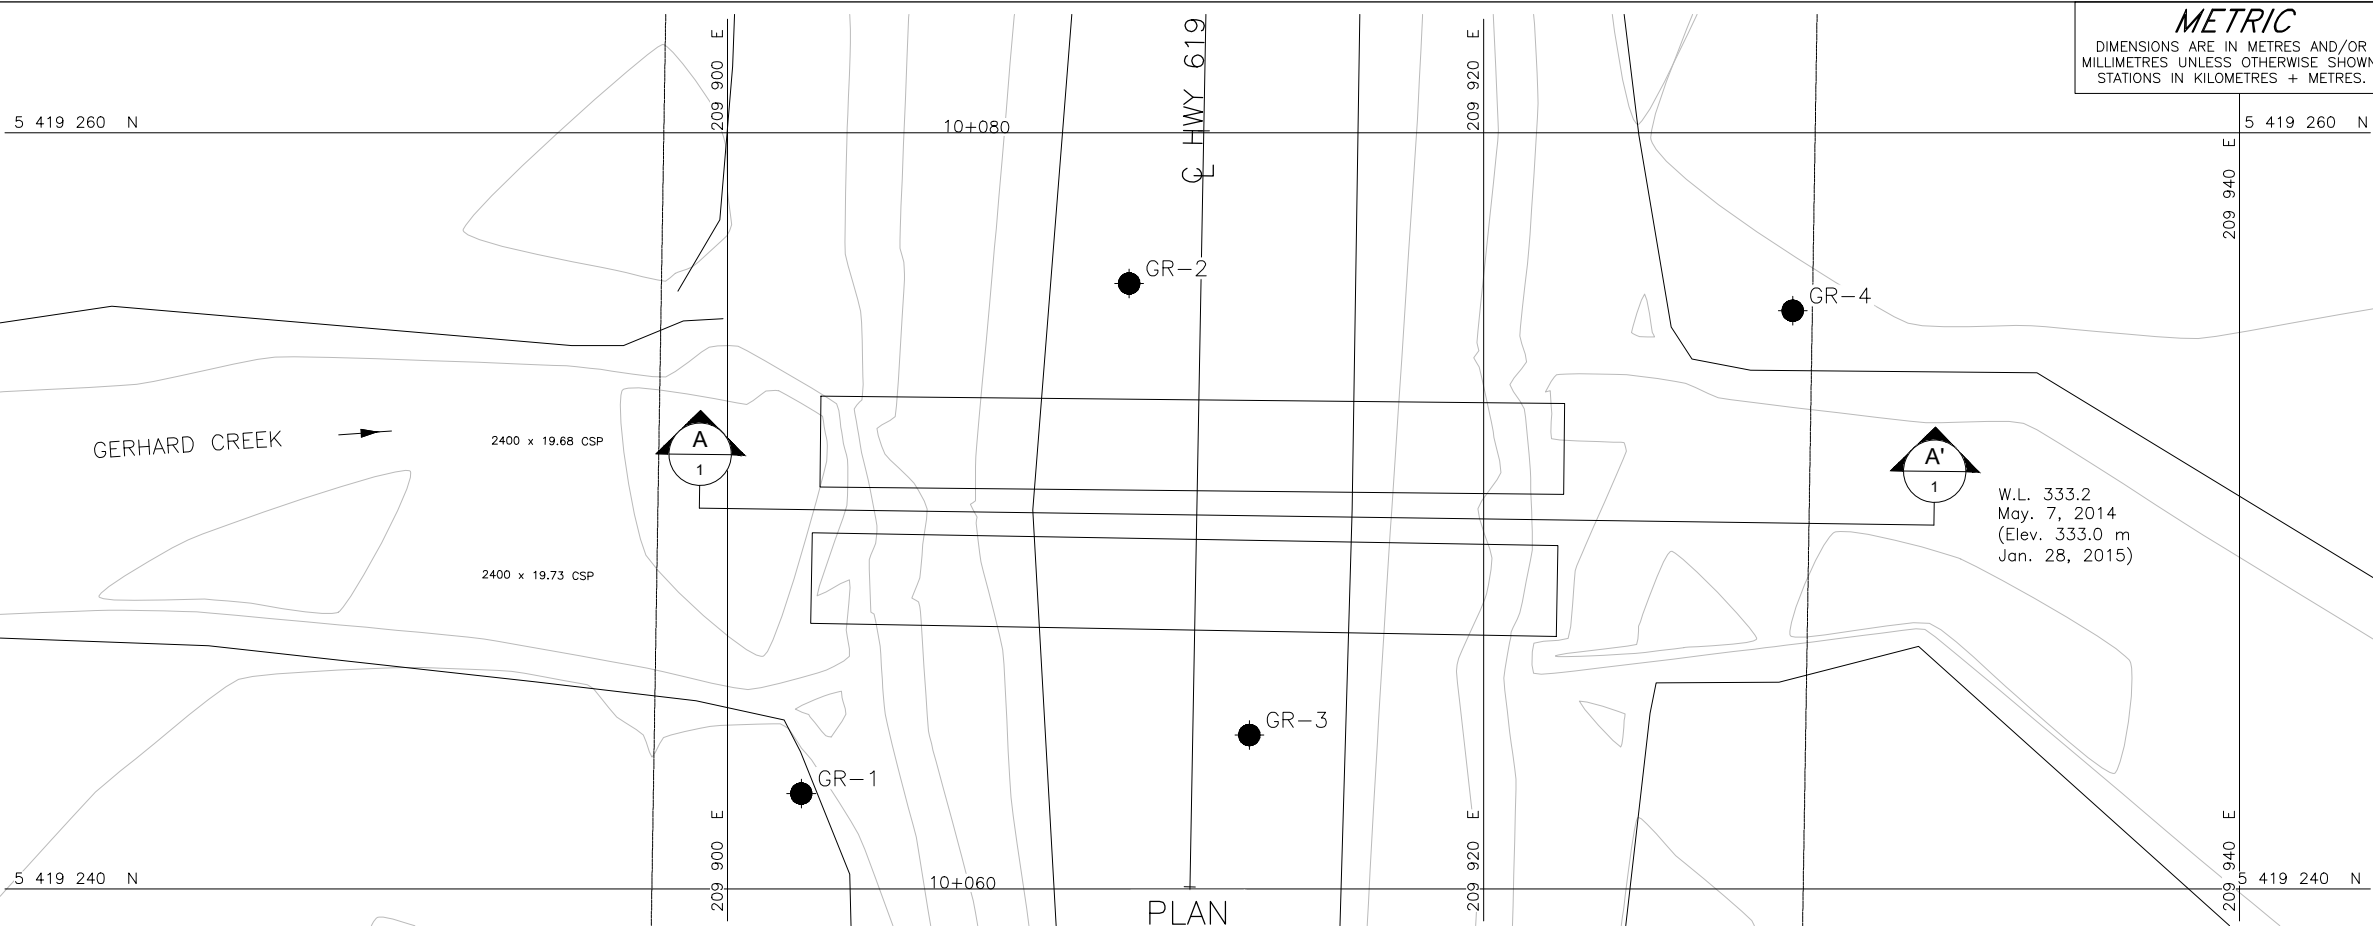 METRIC
DIMENSIONS ARE IN METRES AND/OR
MILLIMETRES UNLESS OTHERWISE SHOWN
STATIONS IN KILOMETRES + METRES.
209 900 E
℄ HWY 619
209 920 E
5 419 260 N
10+080
5 419 260 N
209 940 E
GR-2
GR-4
GERHARD CREEK
2400 x 19.68 CSP
A
1
A'
1
W.L. 333.2
May. 7, 2014
(Elev. 333.0 m
Jan. 28, 2015)
2400 x 19.73 CSP
GR-3
GR-1
209 900 E
209 920 E
209 940 E
5 419 240 N
10+060
5 419 240 N
PLAN